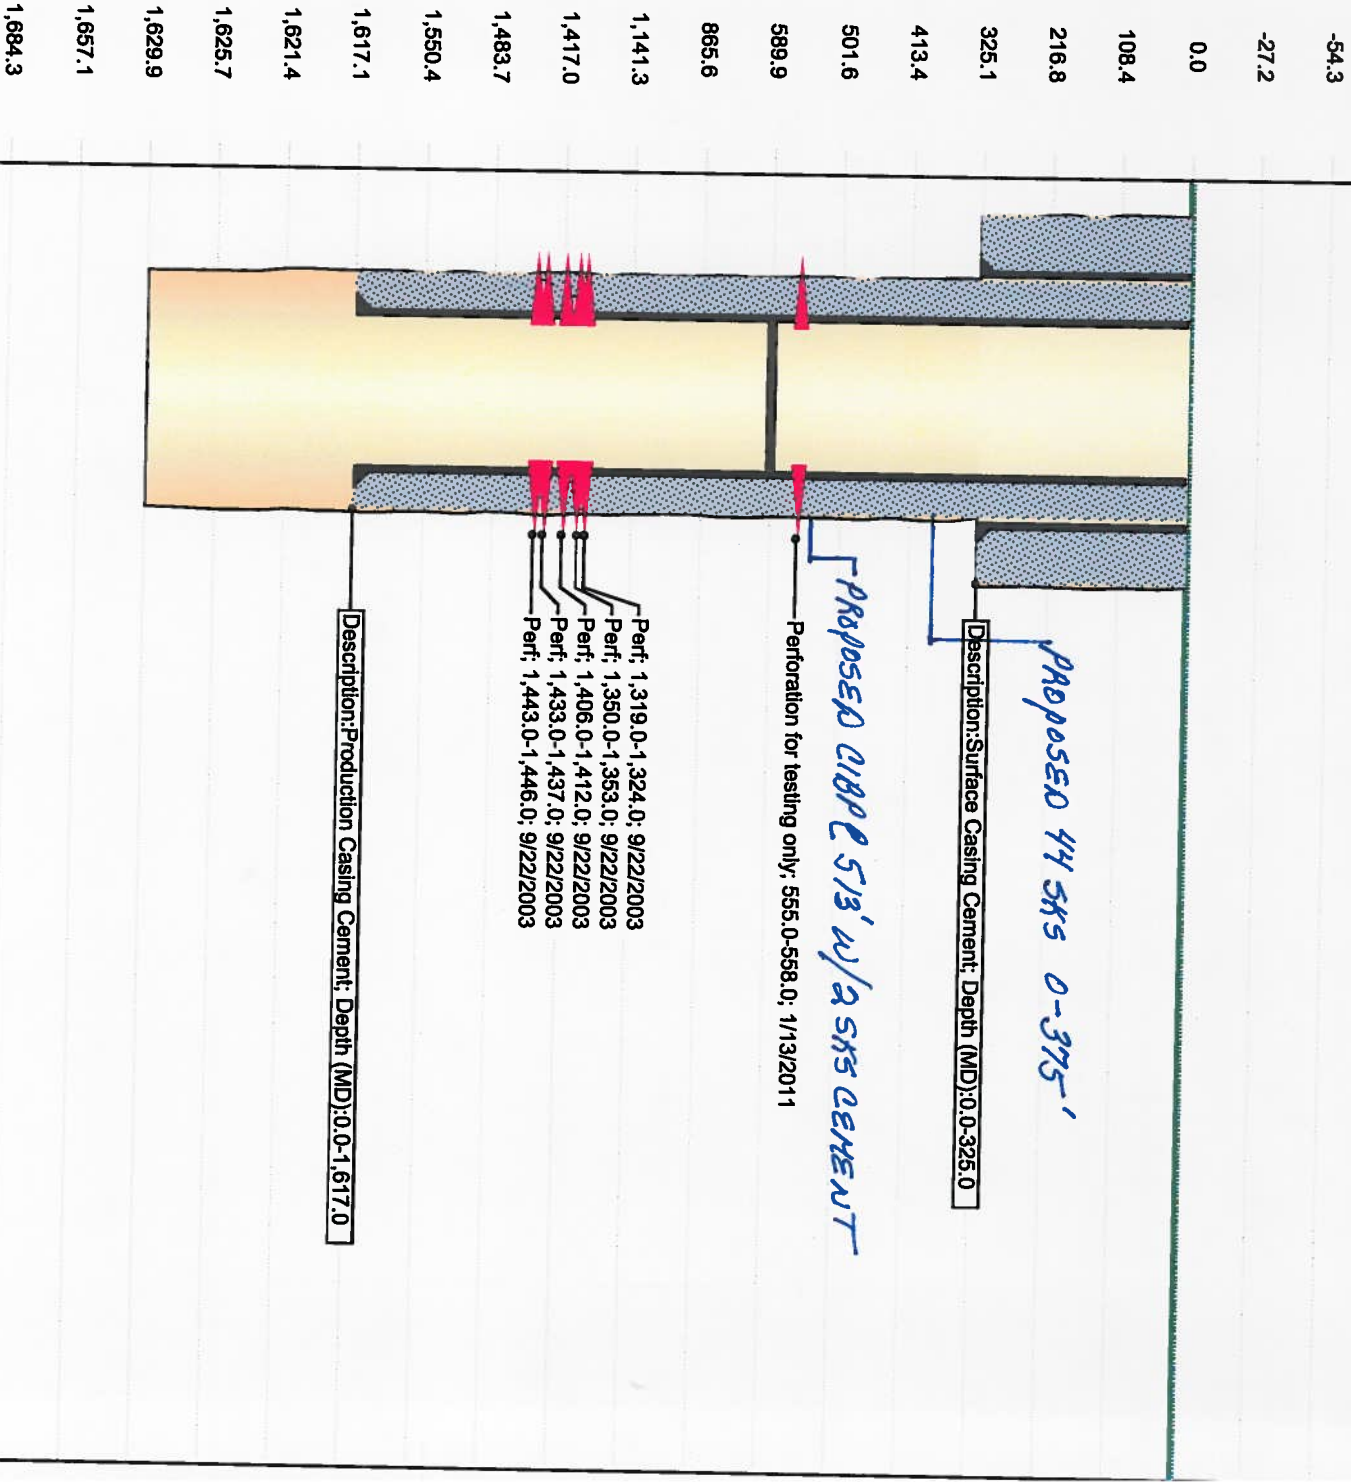 -54.3
-27.2
0.0
108.4
216.8
325.1
413.4
501.6
589.9
865.6
1,141.3
1,417.0
1,483.7
1,550.4
1,617.1
1,621.4
1,625.7
1,629.9
1,657.1
1,684.3
PROPOSED 44 SKS 0-375'
Description:Surface Casing Cement; Depth (MD):0.0-325.0
PROPOSED CIBP @ 513' W/2 SKS CEMENT
Perforation for testing only; 555.0-558.0; 1/13/2011
Perf; 1,319.0-1,324.0; 9/22/2003
Perf; 1,350.0-1,353.0; 9/22/2003
Perf; 1,406.0-1,412.0; 9/22/2003
Perf; 1,433.0-1,437.0; 9/22/2003
Perf; 1,443.0-1,446.0; 9/22/2003
Description:Production Casing Cement; Depth (MD):0.0-1,617.0